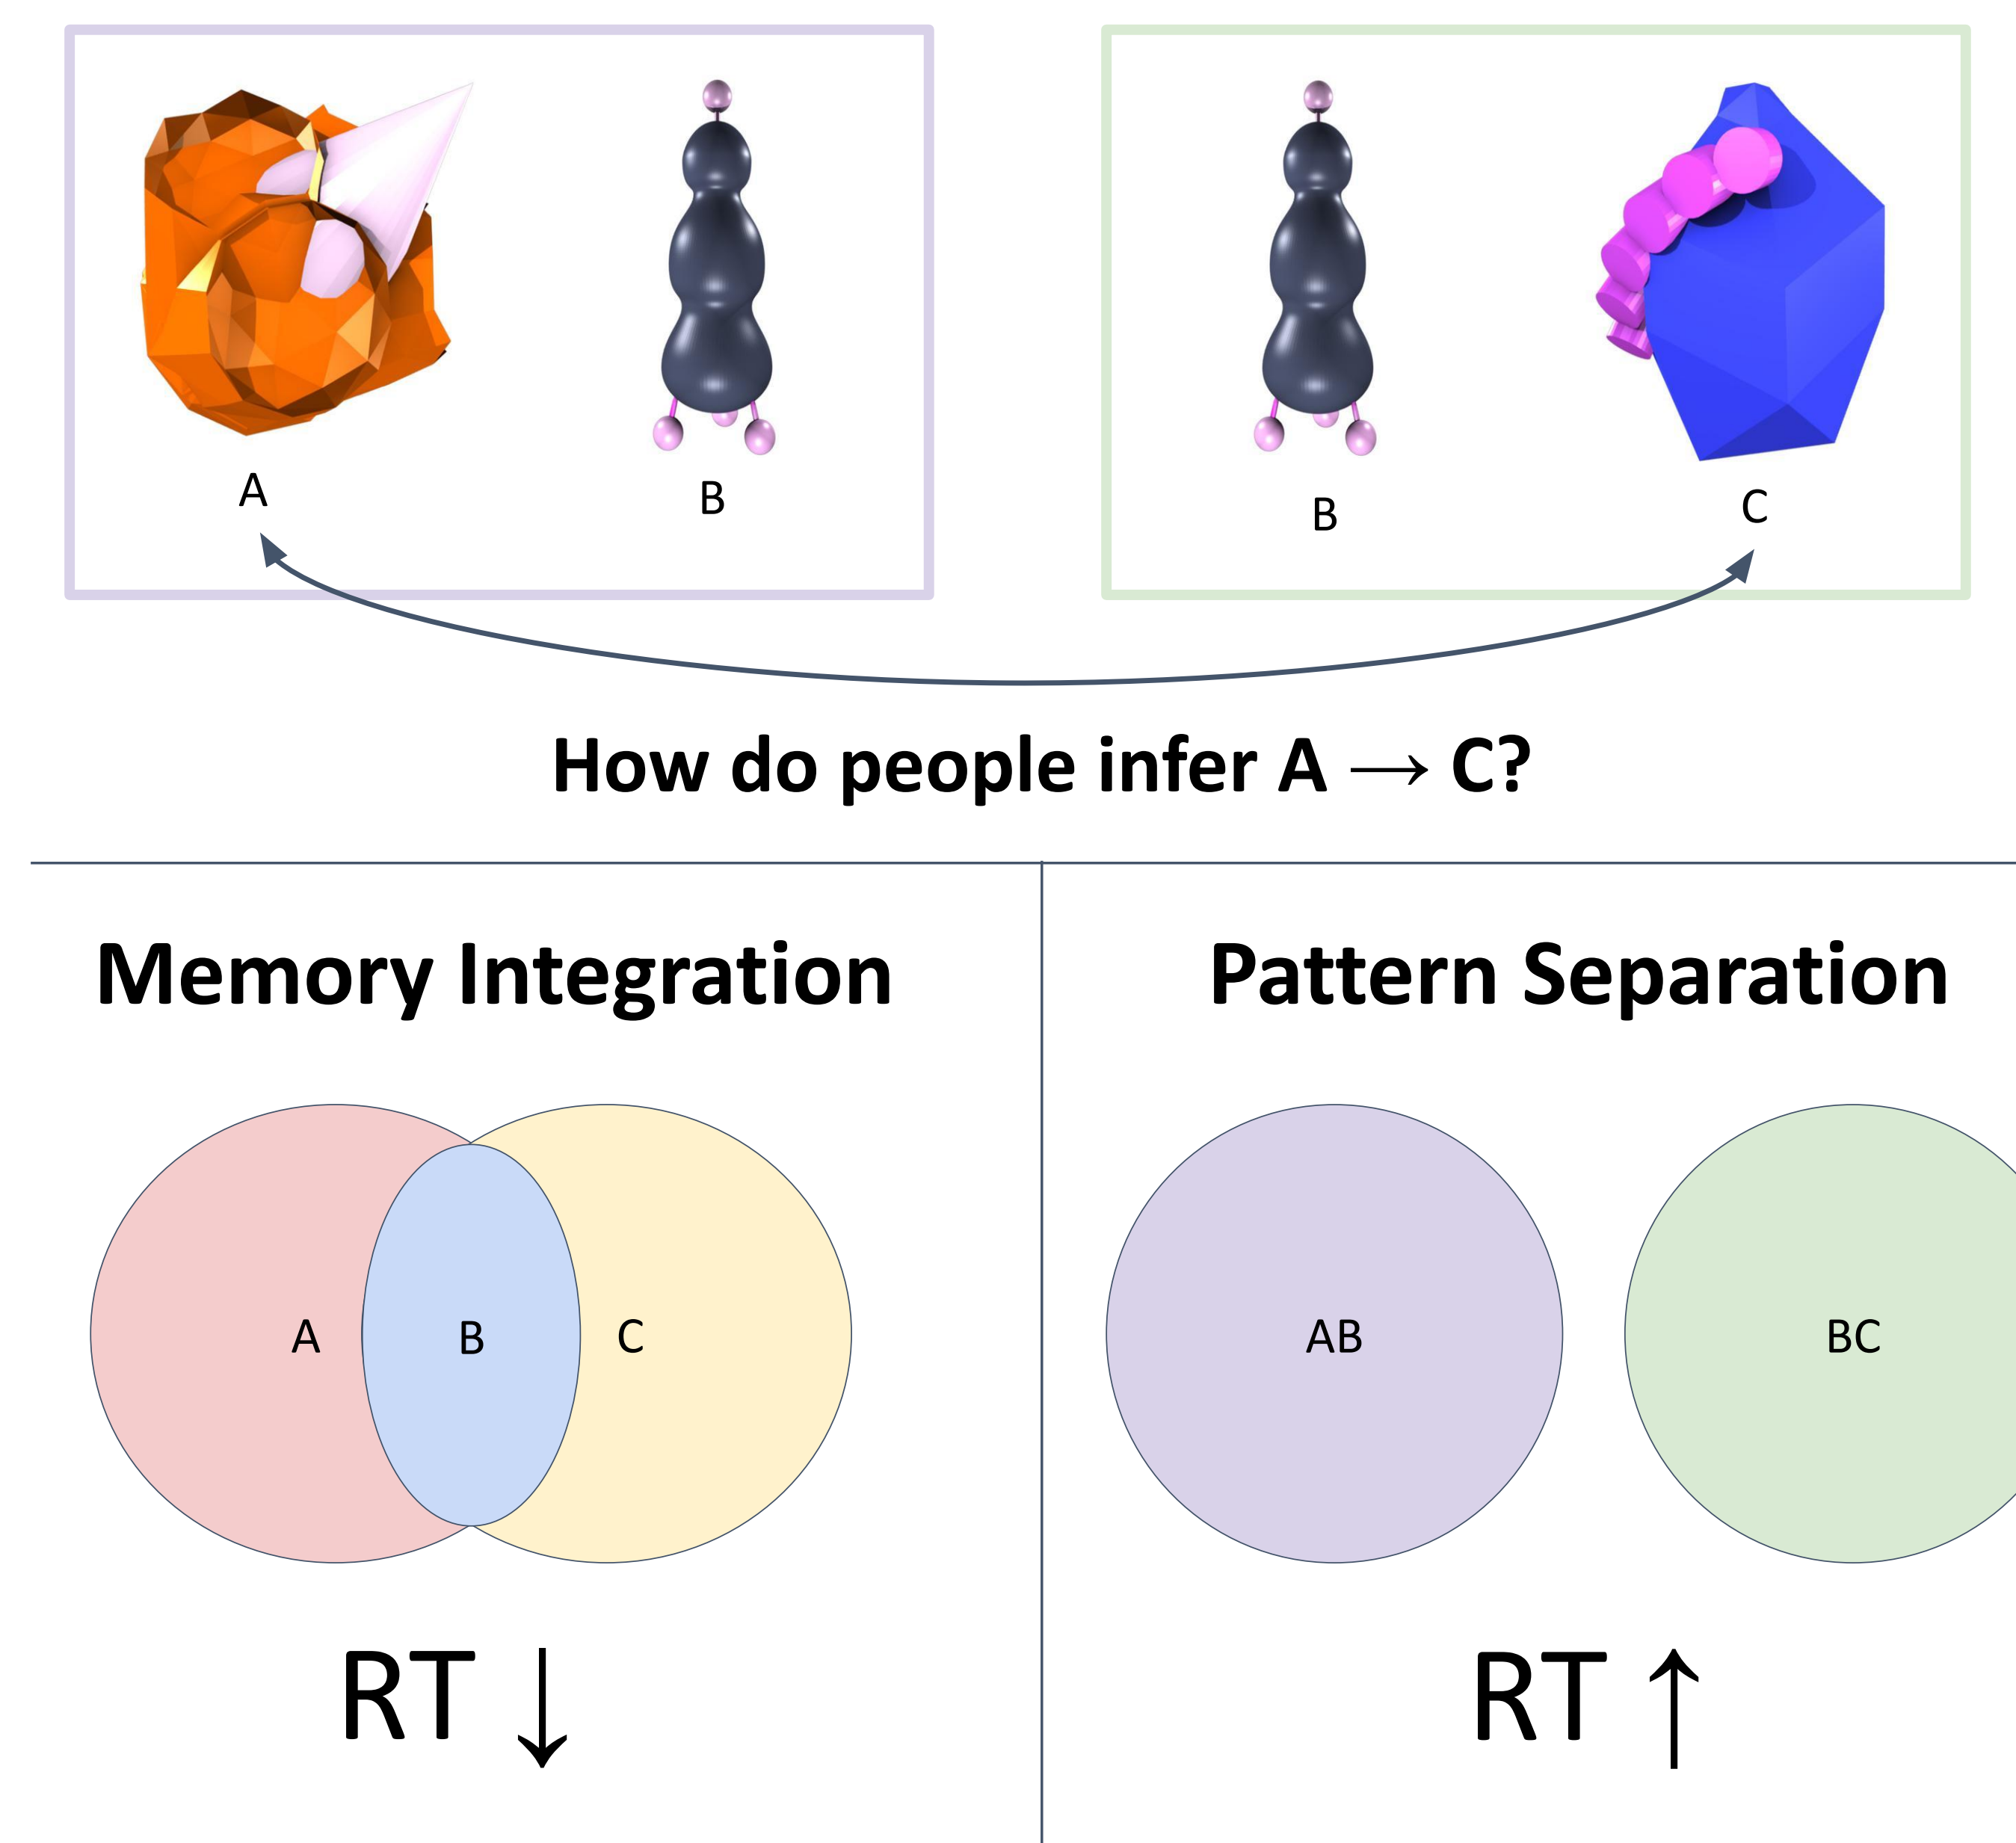 A B B C
How do people infer A → C?
Memory Integration
Pattern Separation
A B C
AB BC
RT ↓
RT ↑